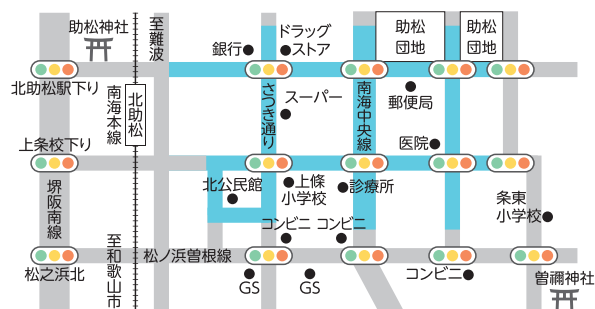 助松神社
至難波
銀行
ドラッグ
ストア
助松
団地
助松
団地
北助松駅下り
南海本線
北助松
さつき通り
スーパー
南海中央線
郵便局
医院
上条校下り
堺阪南線
北公民館
上條
小学校
診療所
条東
小学校
コンビニ
コンビニ
至和歌山市
松ノ浜曽根線
松之浜北
GS
GS
コンビニ
曽禰神社